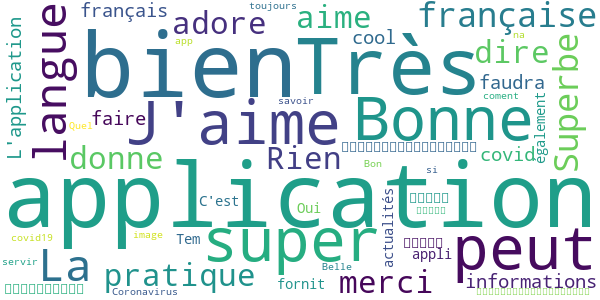 français
toujours
adore
aime
française
app
cool
na
dire
bien
Très
langue
L'application
faudra
Superbe
J'aime
Bonne
savoir
coment
faire
Quel
également
donne
Rien
covid
Bon
si
application
C'est
Oui
actualités
super
peut
covid19
image
Tem
appli
servir
La
Belle
pratique
fornit
merci
informations
Coronavirus